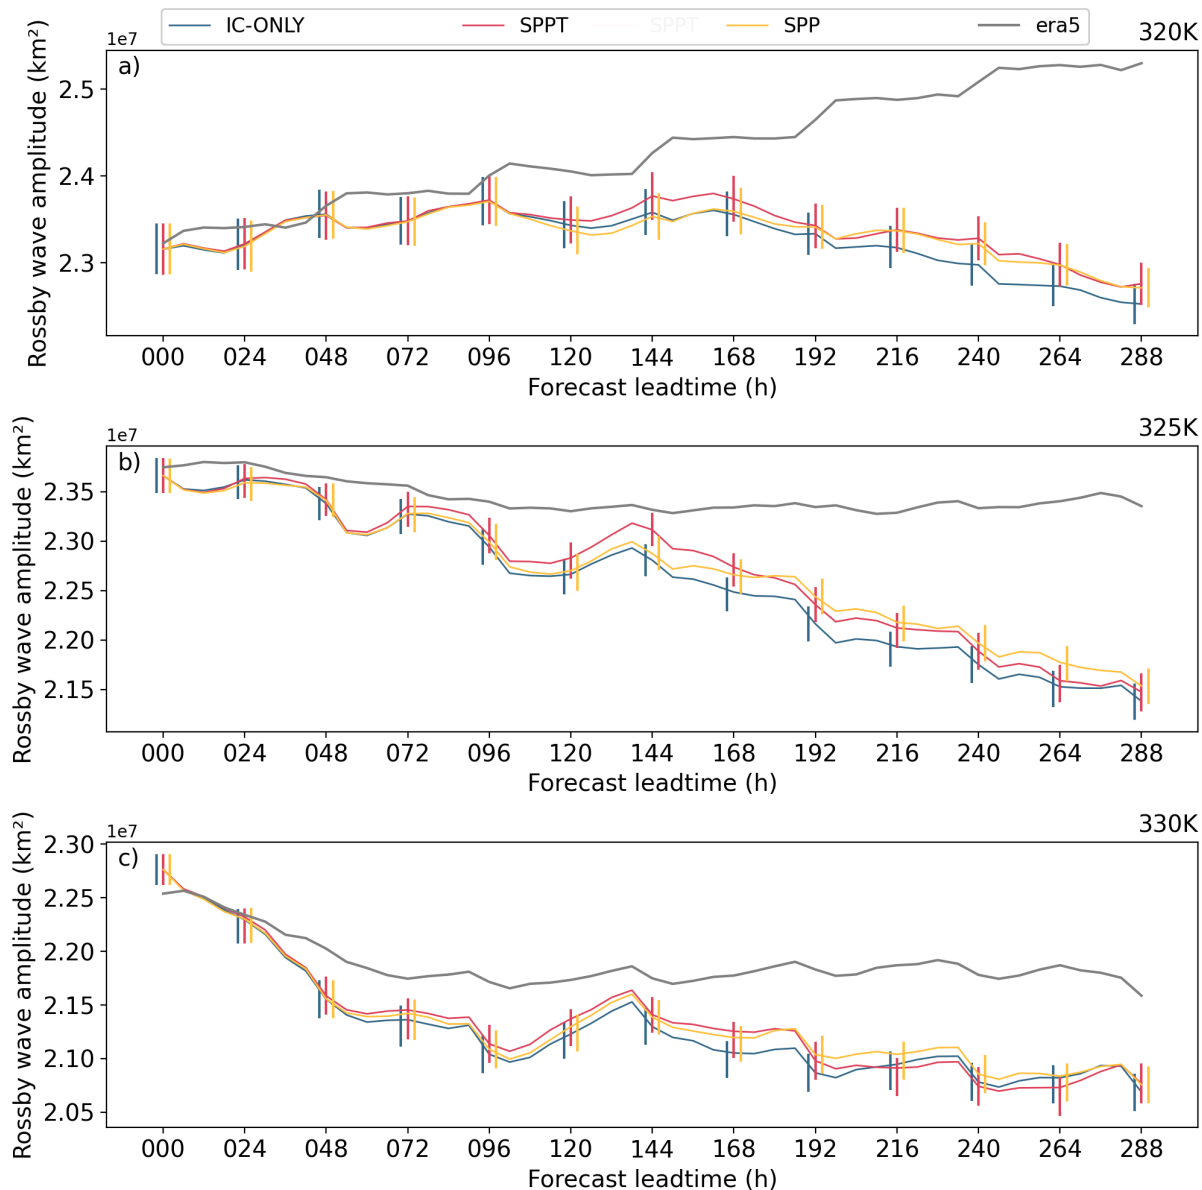 IC-ONLY SPPT SPPT SPP era5
1e7 320K
a)
Rossby wave amplitude (km²)
2.5
2.4
2.3
000 024 048 072 096 120 144 168 192 216 240 264 288
Forecast leadtime (h)
1e7 325K
b)
Rossby wave amplitude (km²)
2.35
2.30
2.25
2.20
2.15
000 024 048 072 096 120 144 168 192 216 240 264 288
Forecast leadtime (h)
1e7 330K
c)
Rossby wave amplitude (km²)
2.30
2.25
2.20
2.15
2.10
2.05
000 024 048 072 096 120 144 168 192 216 240 264 288
Forecast leadtime (h)